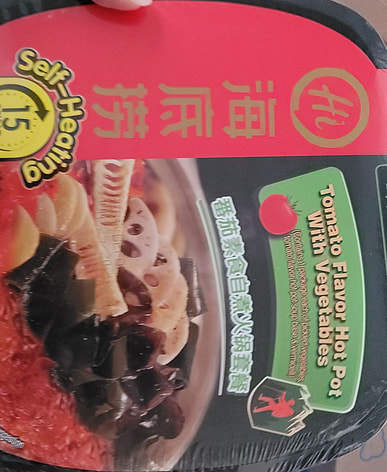 Hi
海底捞
Self-Heating
15
Tomato Flavor Hot Pot
With Vegetables
番茄素食自煮火锅套餐